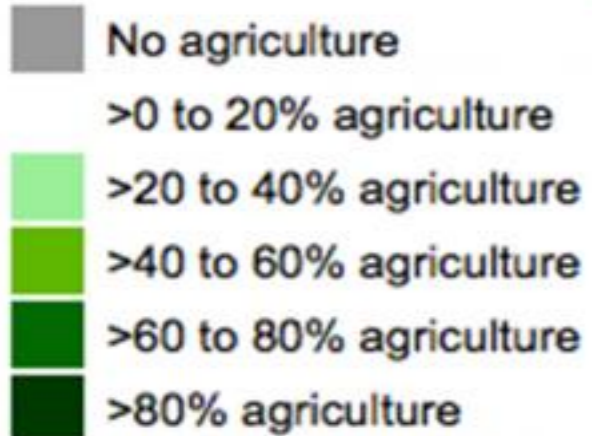 No agriculture
>0 to 20% agriculture
>20 to 40% agriculture
>40 to 60% agriculture
>60 to 80% agriculture
>80% agriculture